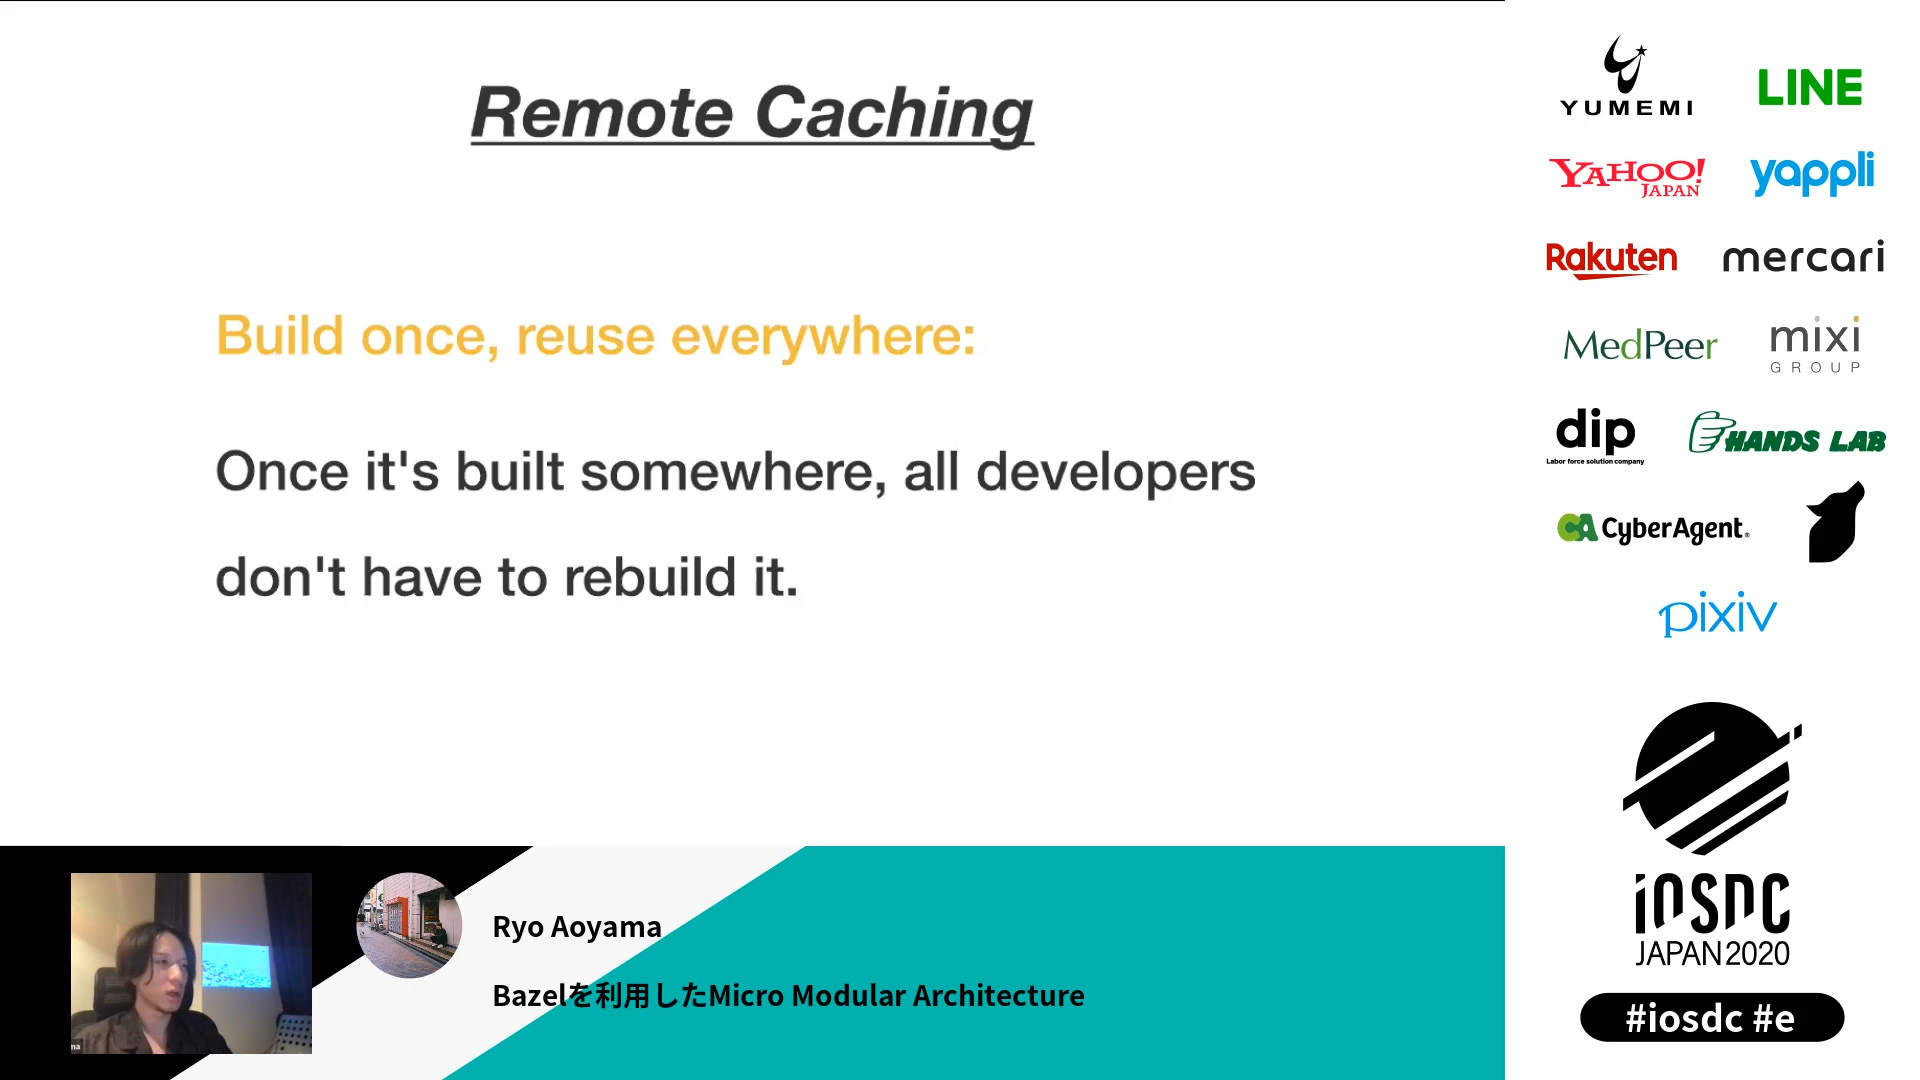 Remote Caching
Build once, reuse everywhere:
Once it's built somewhere, all developers
don't have to rebuild it.
Ryo Aoyama
Bazelを利用したMicro Modular Architecture
YUMEMI
LINE
YAHOO!
JAPAN
yappli
Rakuten
mercari
MedPeer
mixi
GROUP
dip
Labor force solution company
HANDS LAB
CA CyberAgent®
pixiv
iOSDC
JAPAN2020
#iosdc #e
ma